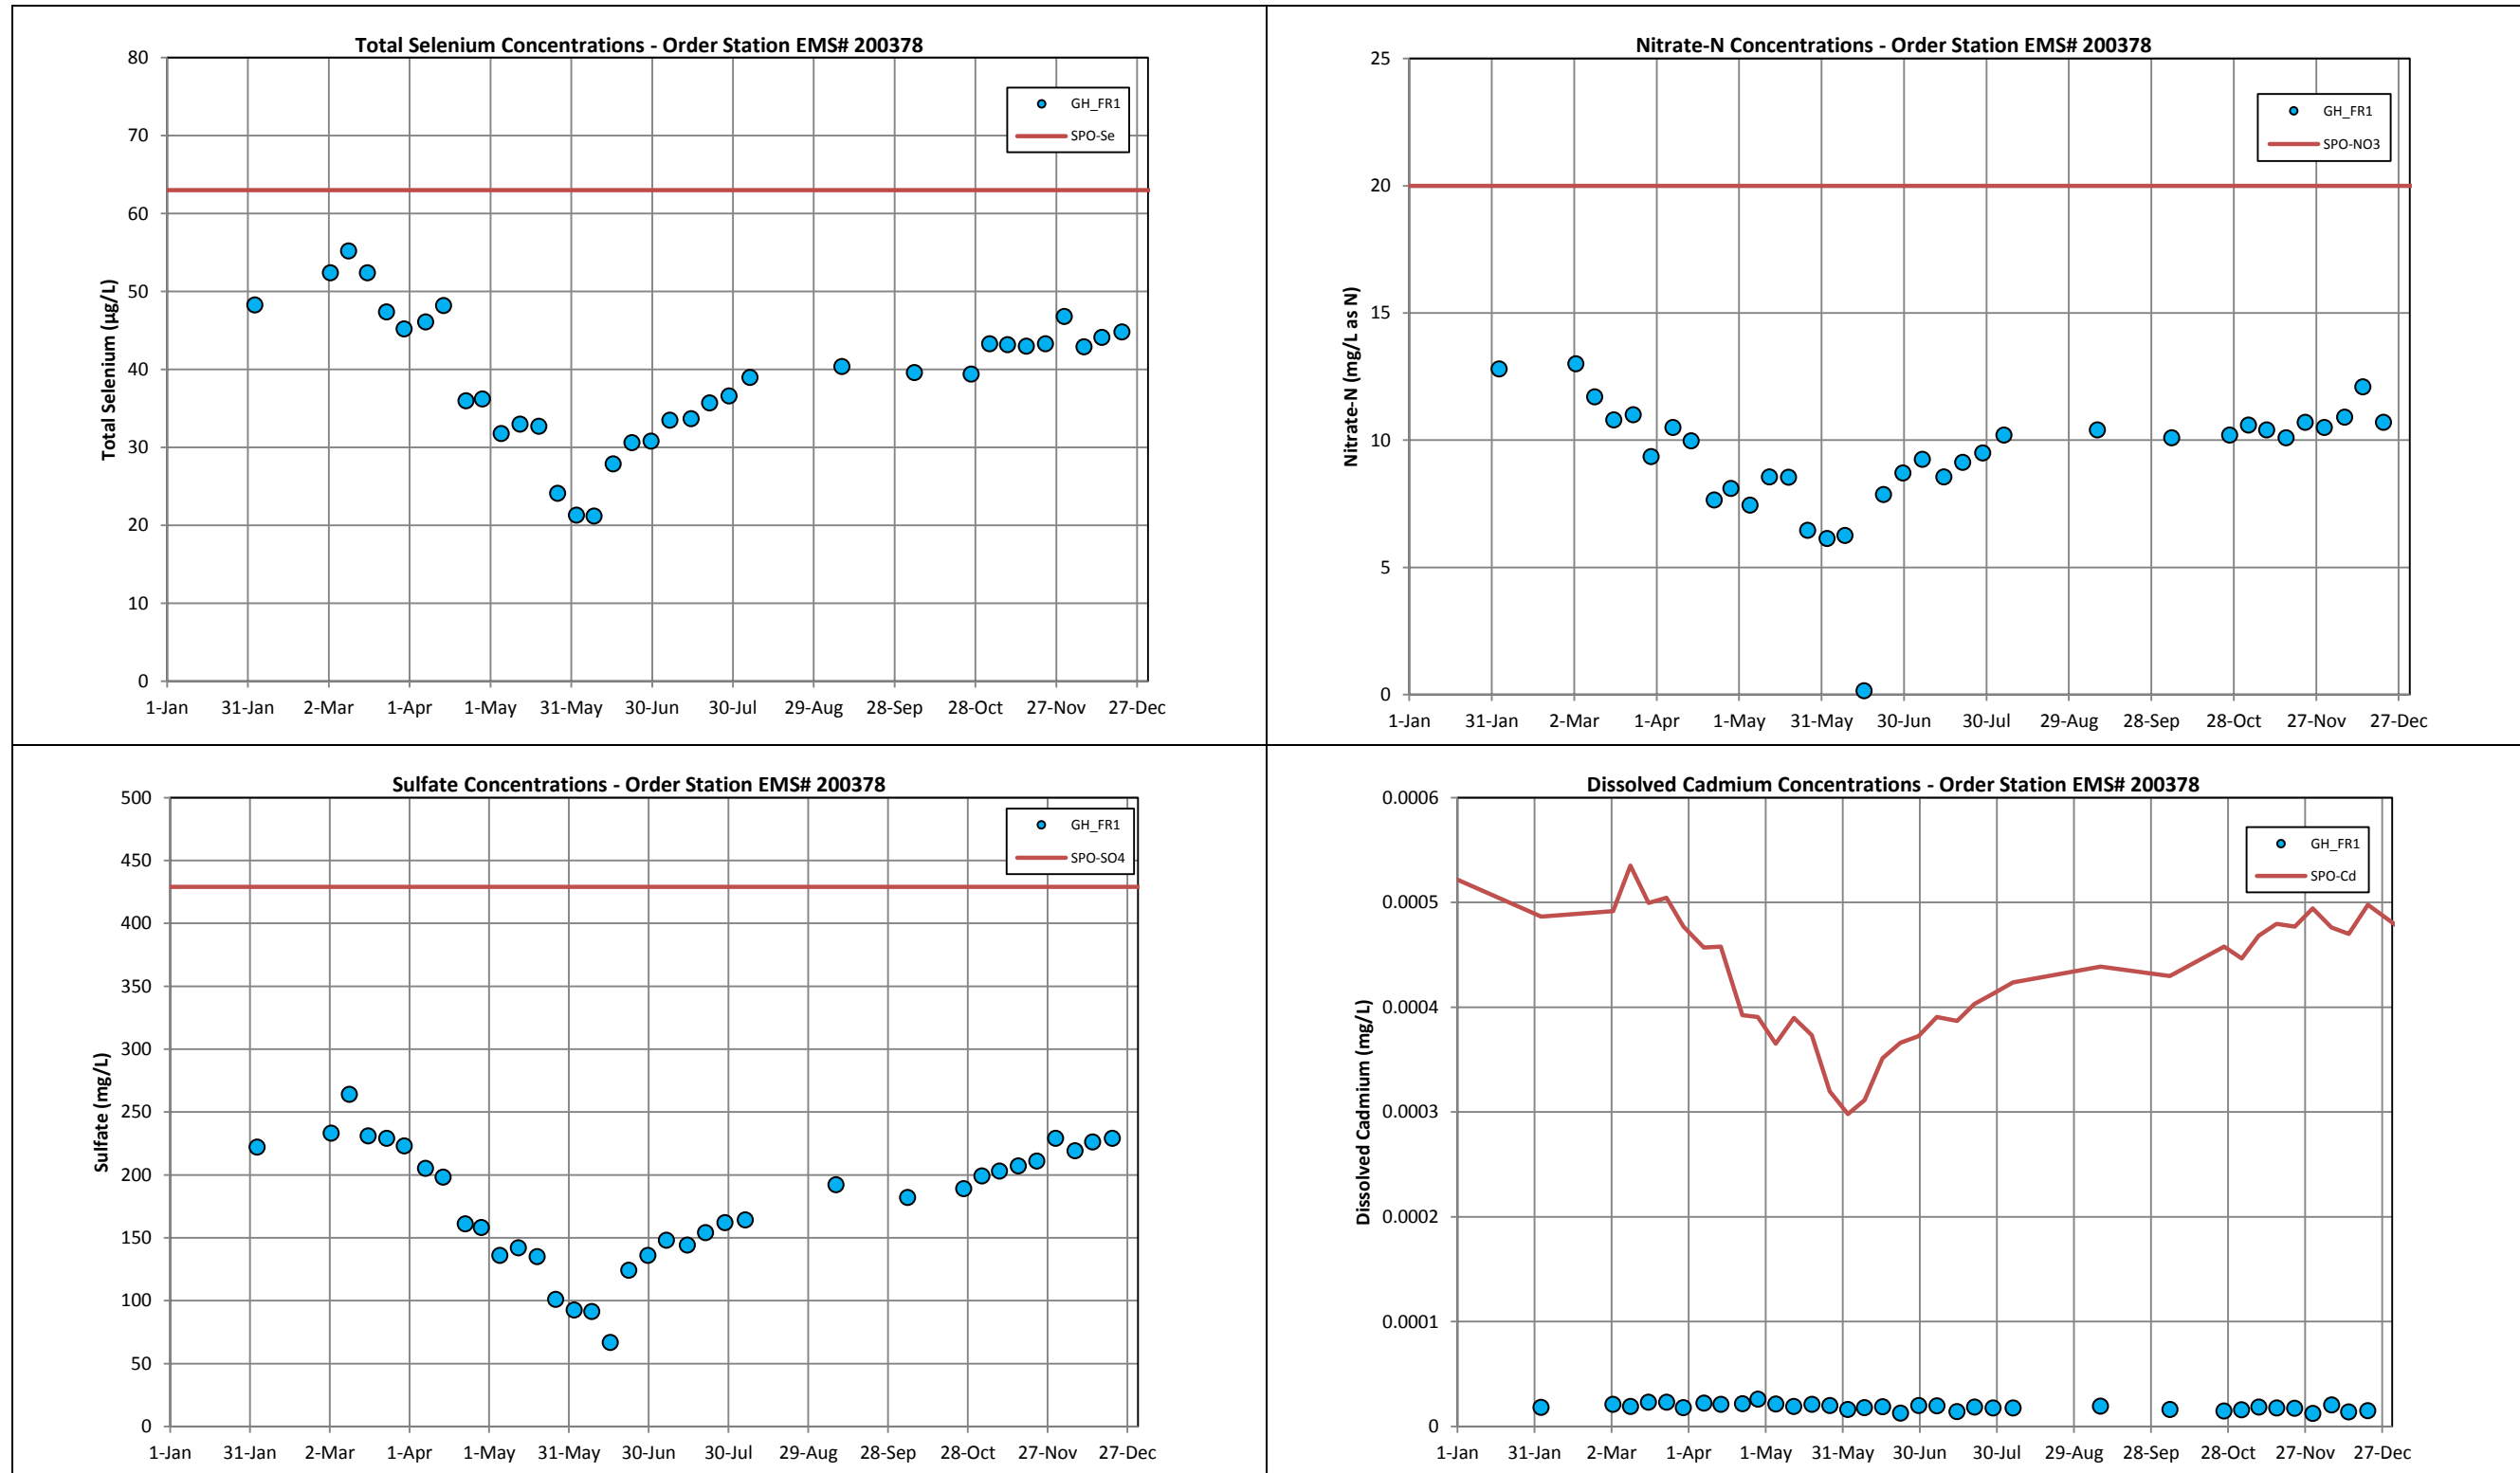 Total Selenium Concentrations - Order Station EMS# 200378
80
70
60
50
40
30
20
10
0
Total Selenium (µg/L)
GH_FR1
SPO-Se
1-Jan 31-Jan 2-Mar 1-Apr 1-May 31-May 30-Jun 30-Jul 29-Aug 28-Sep 28-Oct 27-Nov 27-Dec
Nitrate-N Concentrations - Order Station EMS# 200378
25
20
15
10
5
0
Nitrate-N (mg/L as N)
GH_FR1
SPO-NO3
1-Jan 31-Jan 2-Mar 1-Apr 1-May 31-May 30-Jun 30-Jul 29-Aug 28-Sep 28-Oct 27-Nov 27-Dec
Sulfate Concentrations - Order Station EMS# 200378
500
450
400
350
300
250
200
150
100
50
0
Sulfate (mg/L)
GH_FR1
SPO-SO4
1-Jan 31-Jan 2-Mar 1-Apr 1-May 31-May 30-Jun 30-Jul 29-Aug 28-Sep 28-Oct 27-Nov 27-Dec
Dissolved Cadmium Concentrations - Order Station EMS# 200378
0.0006
0.0005
0.0004
0.0003
0.0002
0.0001
0
Dissolved Cadmium (mg/L)
GH_FR1
SPO-Cd
1-Jan 31-Jan 2-Mar 1-Apr 1-May 31-May 30-Jun 30-Jul 29-Aug 28-Sep 28-Oct 27-Nov 27-Dec